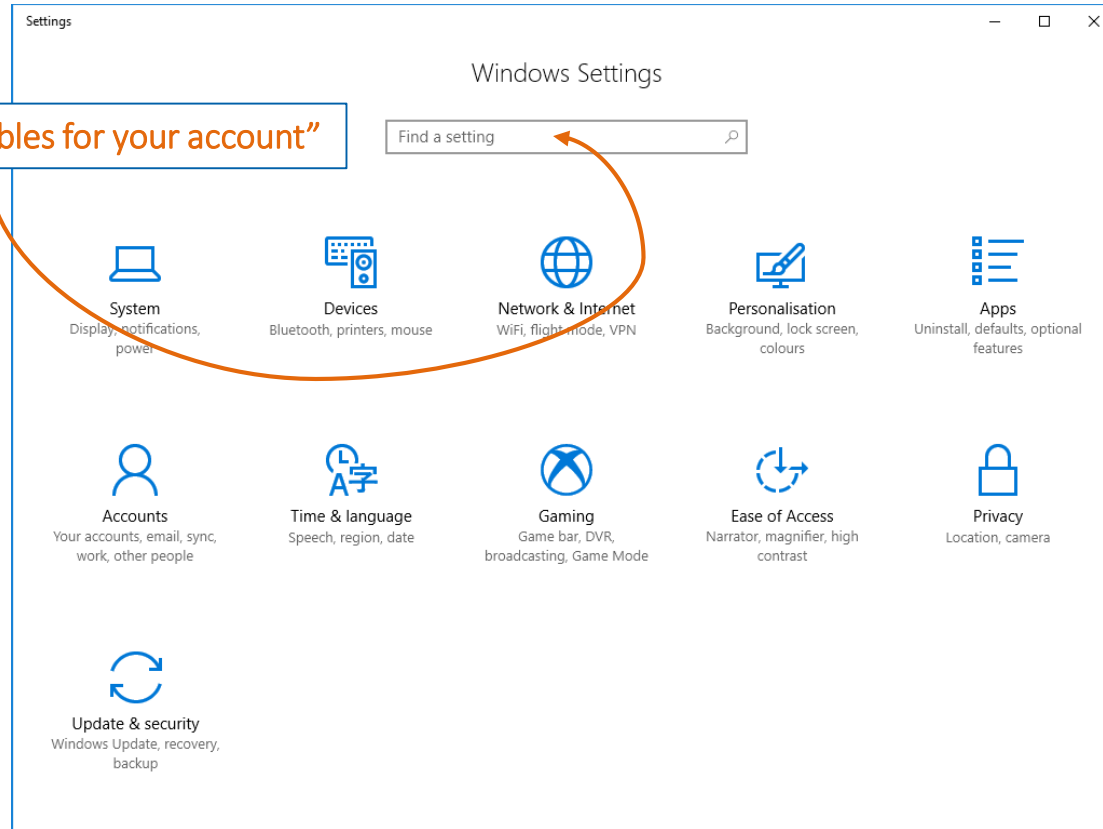 Settings
Windows Settings
bles for your account”
Find a setting
System
Display, notifications,
power
Devices
Bluetooth, printers, mouse
Network & Internet
WiFi, flight mode, VPN
Personalisation
Background, lock screen,
colours
Apps
Uninstall, defaults, optional
features
Accounts
Your accounts, email, sync,
work, other people
Time & language
Speech, region, date
Gaming
Game bar, DVR,
broadcasting, Game Mode
Ease of Access
Narrator, magnifier, high
contrast
Privacy
Location, camera
Update & security
Windows Update, recovery,
backup